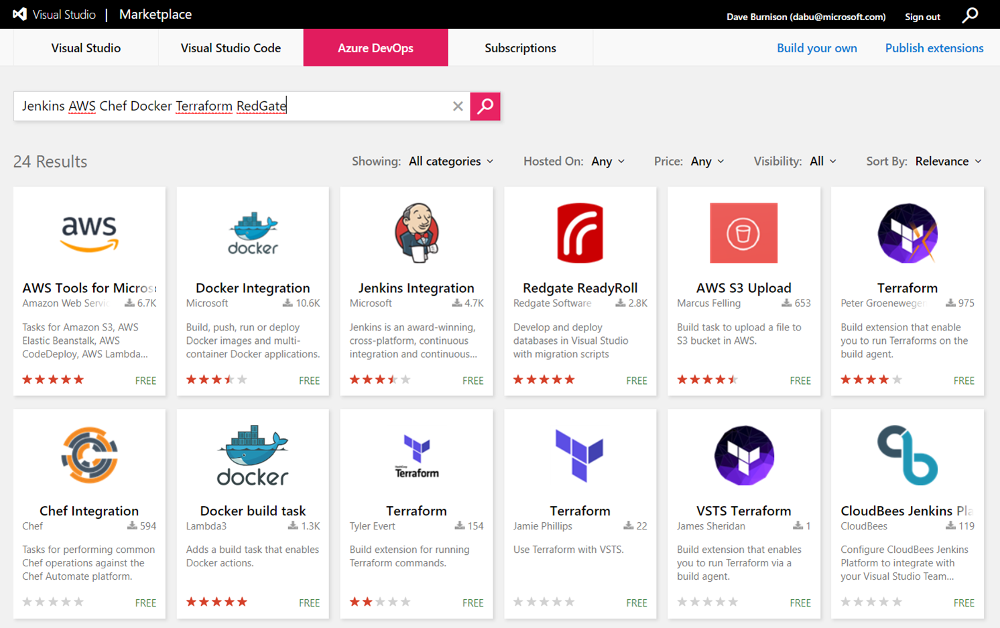 Visual Studio | Marketplace
Dave Burnison (dabu@microsoft.com) Sign out
Visual Studio Visual Studio Code Azure DevOps Subscriptions Build your own Publish extensions
Jenkins AWS Chef Docker Terraform RedGate
24 Results Showing: All categories Hosted On: Any Price: Any Visibility: All Sort By: Relevance
aws
AWS Tools for Micros
Amazon Web Servic 6.7K
Tasks for Amazon S3, AWS
Elastic Beanstalk, AWS
CodeDeploy, AWS Lambda...
FREE
docker
Docker Integration
Microsoft 10.6K
Build, push, run or deploy
Docker images and multi-
container Docker applications.
FREE
Jenkins Integration
Microsoft 4.7K
Jenkins is an award-winning,
cross-platform, continuous
integration and continuous...
FREE
Redgate ReadyRoll
Redgate Software 2.8K
Develop and deploy
databases in Visual Studio
with migration scripts
FREE
AWS S3 Upload
Marcus Felling 653
Build task to upload a file to
S3 bucket in AWS.
FREE
Terraform
Peter Groenewegen 975
Build extension that enable
you to run Terraforms on the
build agent.
FREE
Chef Integration
Chef 594
Tasks for performing common
Chef operations against the
Chef Automate platform.
FREE
docker
Docker build task
Lambda3 1.3K
Adds a build task that enables
Docker actions.
FREE
HashiCorp
Terraform
Terraform
Tyler Evert 154
Build extension for running
Terraform commands.
FREE
Terraform
Jamie Phillips 22
Use Terraform with VSTS.
FREE
VSTS Terraform
James Sheridan 1
Build extension that enables
you to run Terraform via a
build agent.
FREE
CloudBees Jenkins Pla
CloudBees 119
Configure CloudBees Jenkins
Platform to integrate with
your Visual Studio Team...
FREE